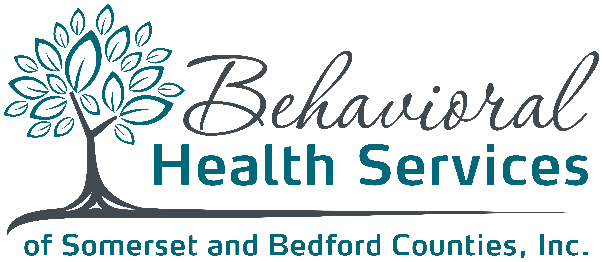 Behavioral
Health Services
of Somerset and Bedford Counties, Inc.